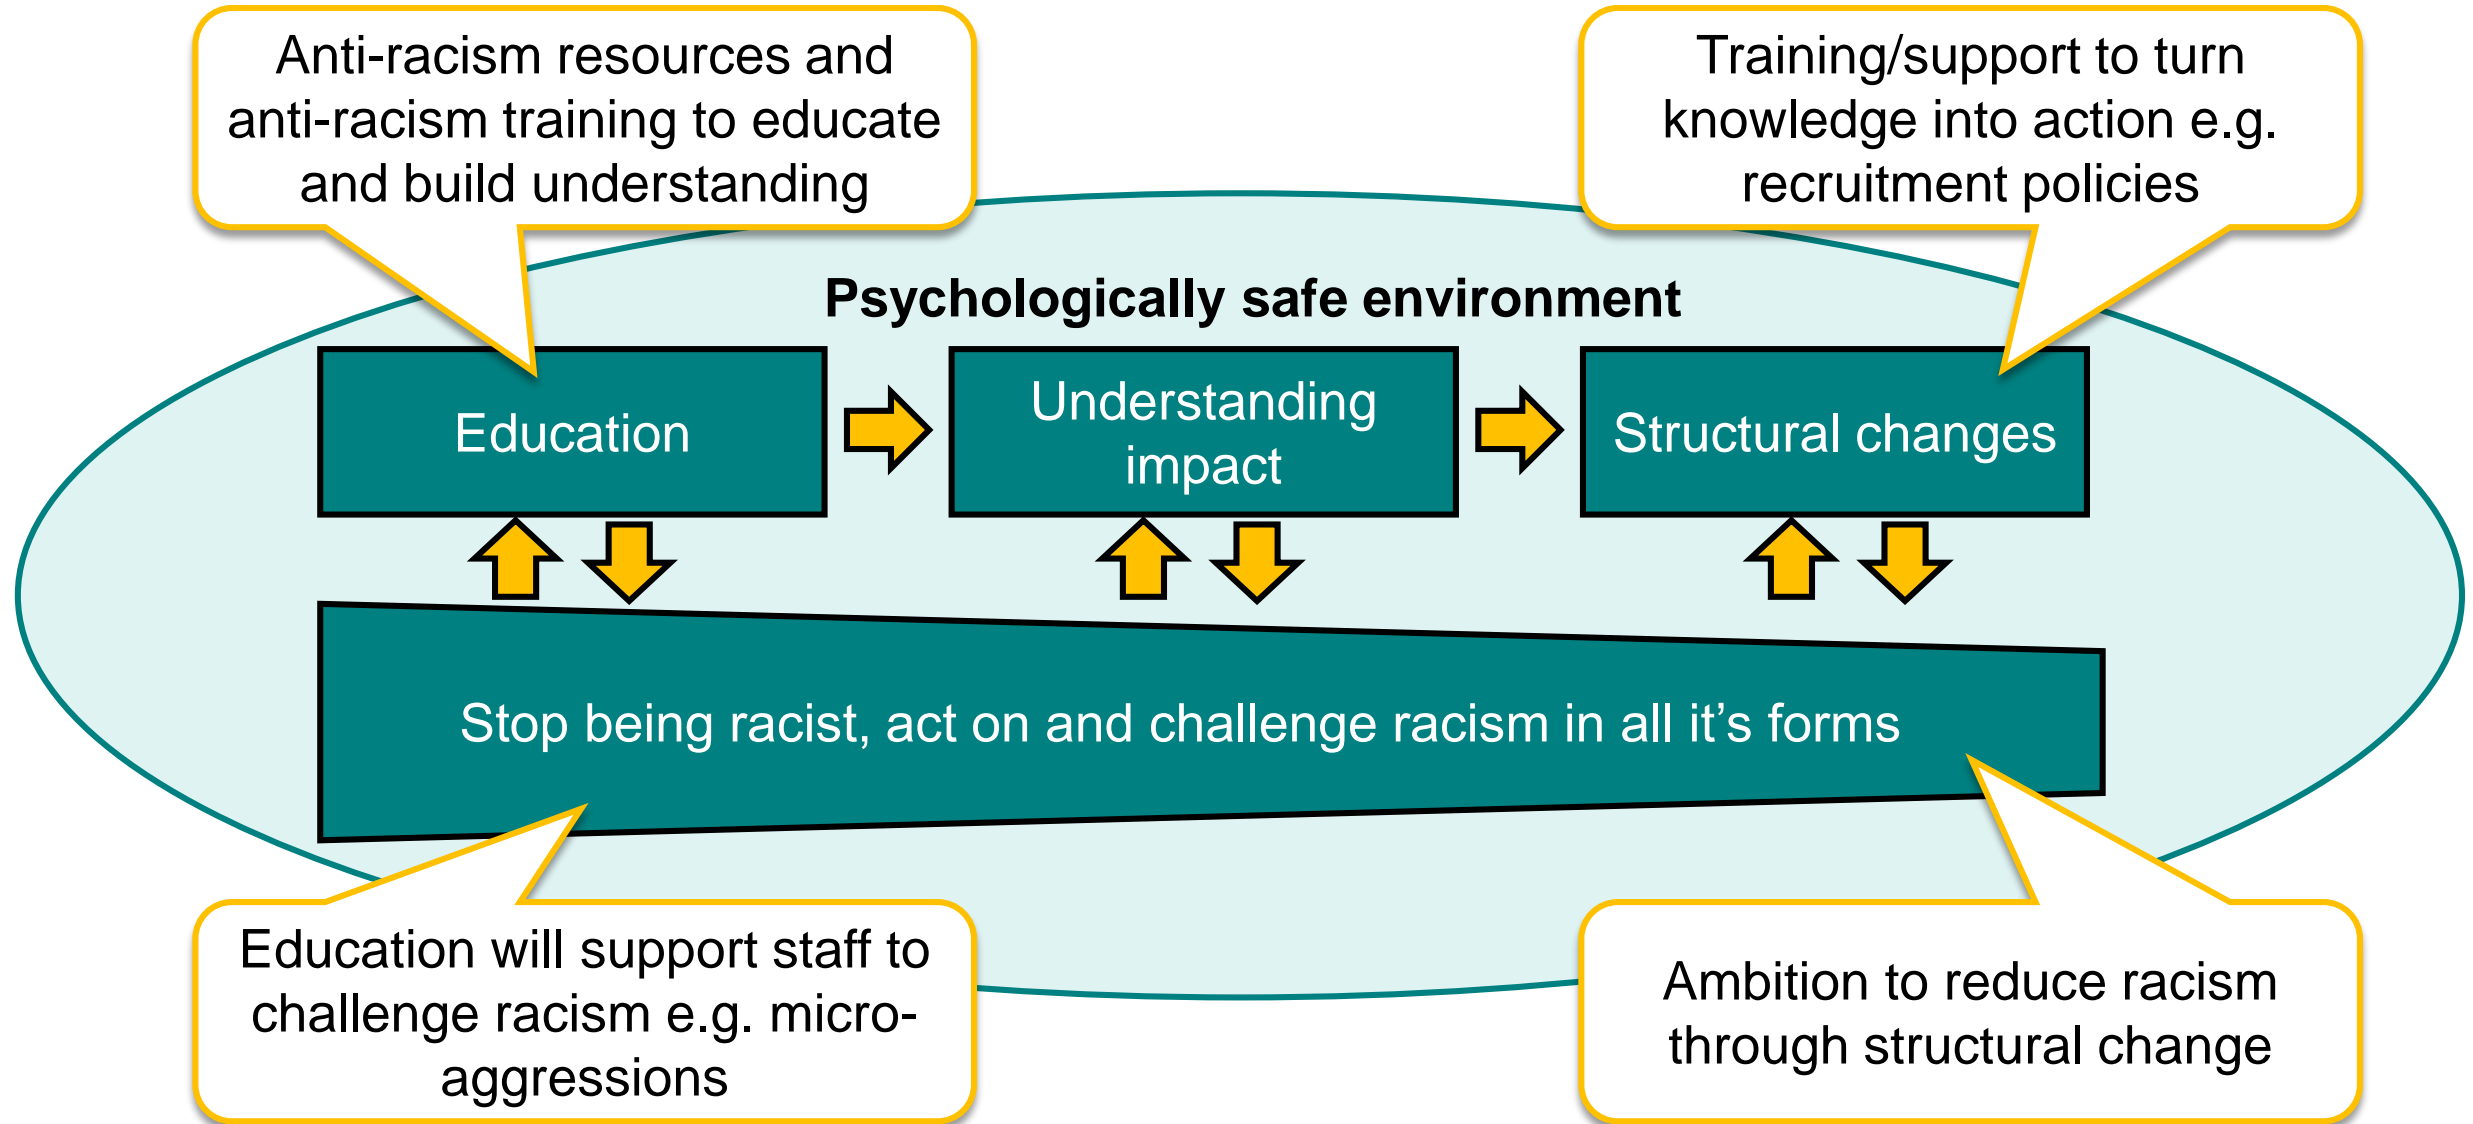 Anti-racism resources and
anti-racism training to educate
and build understanding
Training/support to turn
knowledge into action e.g.
recruitment policies
Psychologically safe environment
Education
Understanding
impact
Structural changes
Stop being racist, act on and challenge racism in all it’s forms
Education will support staff to
challenge racism e.g. micro-
aggressions
Ambition to reduce racism
through structural change